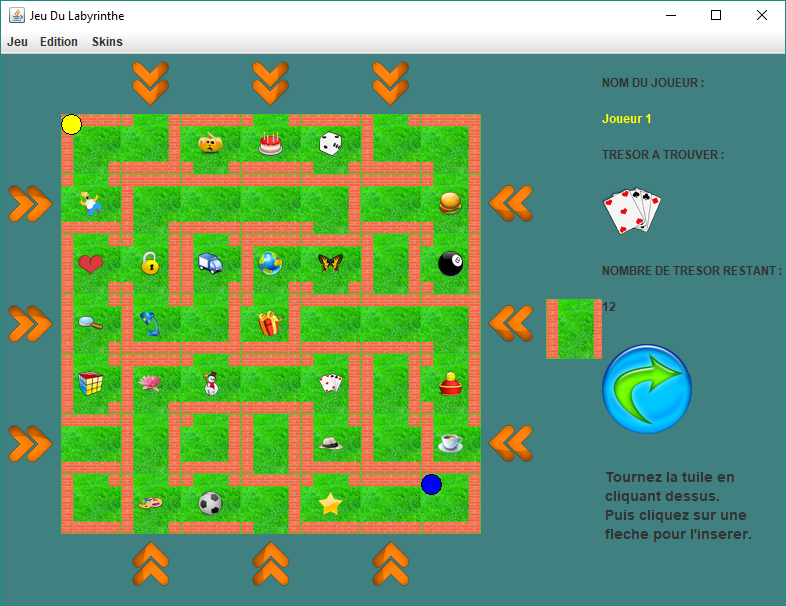 Jeu Du Labyrinthe
Jeu Edition Skins
NOM DU JOUEUR :
Joueur 1
TRESOR A TROUVER :
NOMBRE DE TRESOR RESTANT :
12
Tournez la tuile en
cliquant dessus.
Puis cliquez sur une
fleche pour l'inserer.